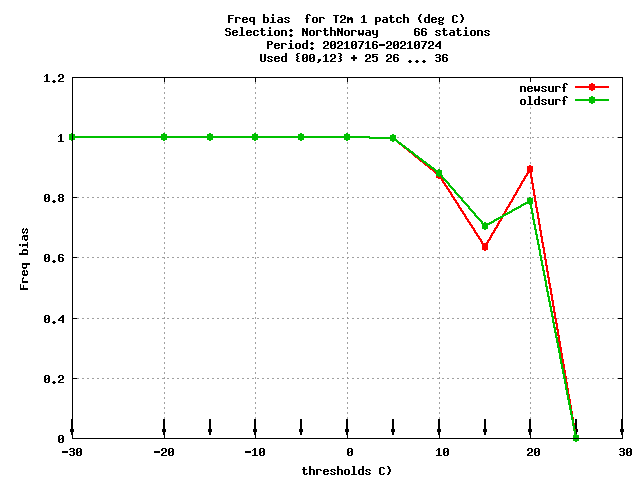 Freq bias  for T2m 1 patch (deg C)
Selection: NorthNorway     66 stations
Period: 20210716-20210724
Used {00,12} + 25 26 ... 36
newsurf
oldsurf
1.2
1
0.8
0.6
0.4
0.2
0
Freq bias
-30 -20 -10 0 10 20 30
thresholds C)